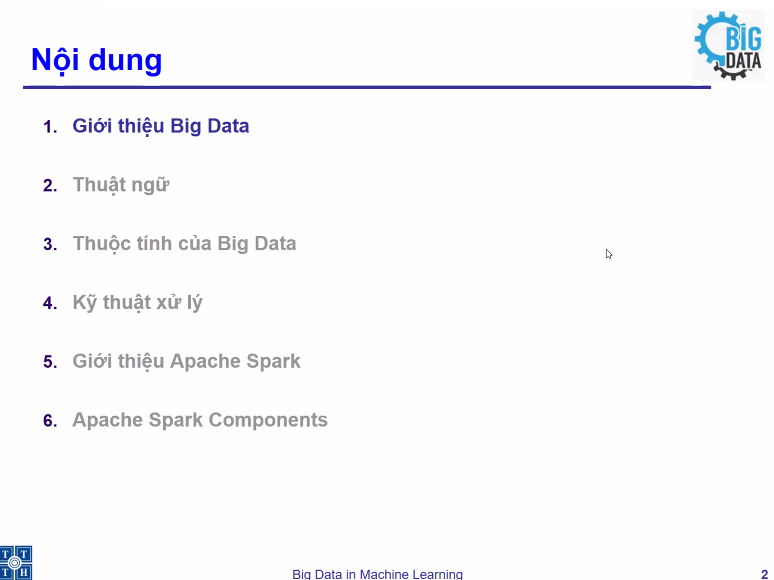 Nội dung
BIG
DATA
1. Giới thiệu Big Data
2. Thuật ngữ
3. Thuộc tính của Big Data
4. Kỹ thuật xử lý
5. Giới thiệu Apache Spark
6. Apache Spark Components
T T
T H
Big Data in Machine Learning
2